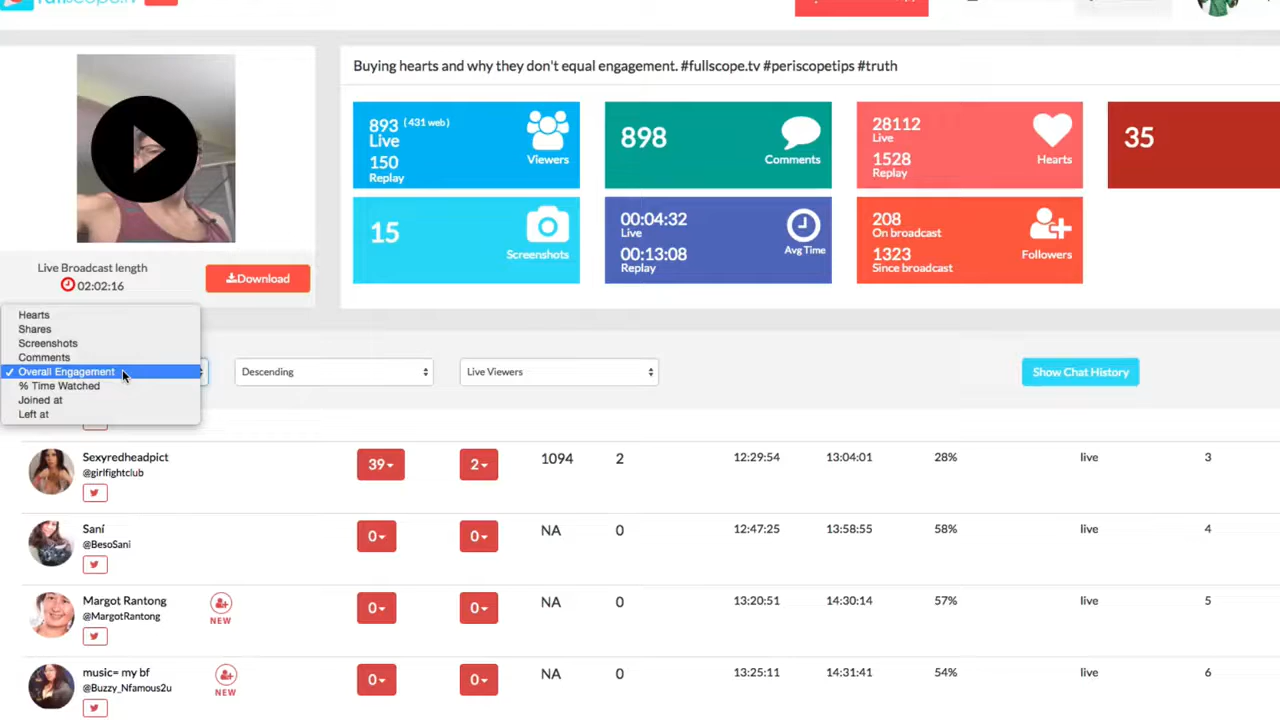 fullscope.tv
Buying hearts and why they don't equal engagement. #fullscope.tv #periscopetips #truth
893 (431 web)
Live
150
Replay
Viewers
898
Comments
28112
Live
1528
Replay
Hearts
35
15
Screenshots
00:04:32
Live
00:13:08
Replay
Avg Time
208
On broadcast
1323
Since broadcast
Followers
Live Broadcast length
02:02:16
Download
Hearts
Shares
Screenshots
Comments
✓ Overall Engagement
% Time Watched
Joined at
Left at
Descending
Live Viewers
Show Chat History
Sexyredheadpict
@girlfightclub
39 2 1094 2 12:29:54 13:04:01 28% live 3
Saní
@BesoSani
0 0 NA 0 12:47:25 13:58:55 58% live 4
Margot Rantong
@MargotRantong
NEW
0 0 NA 0 13:20:51 14:30:14 57% live 5
music= my bf
@Buzzy_Nfamous2u
NEW
0 0 NA 0 13:25:11 14:31:41 54% live 6